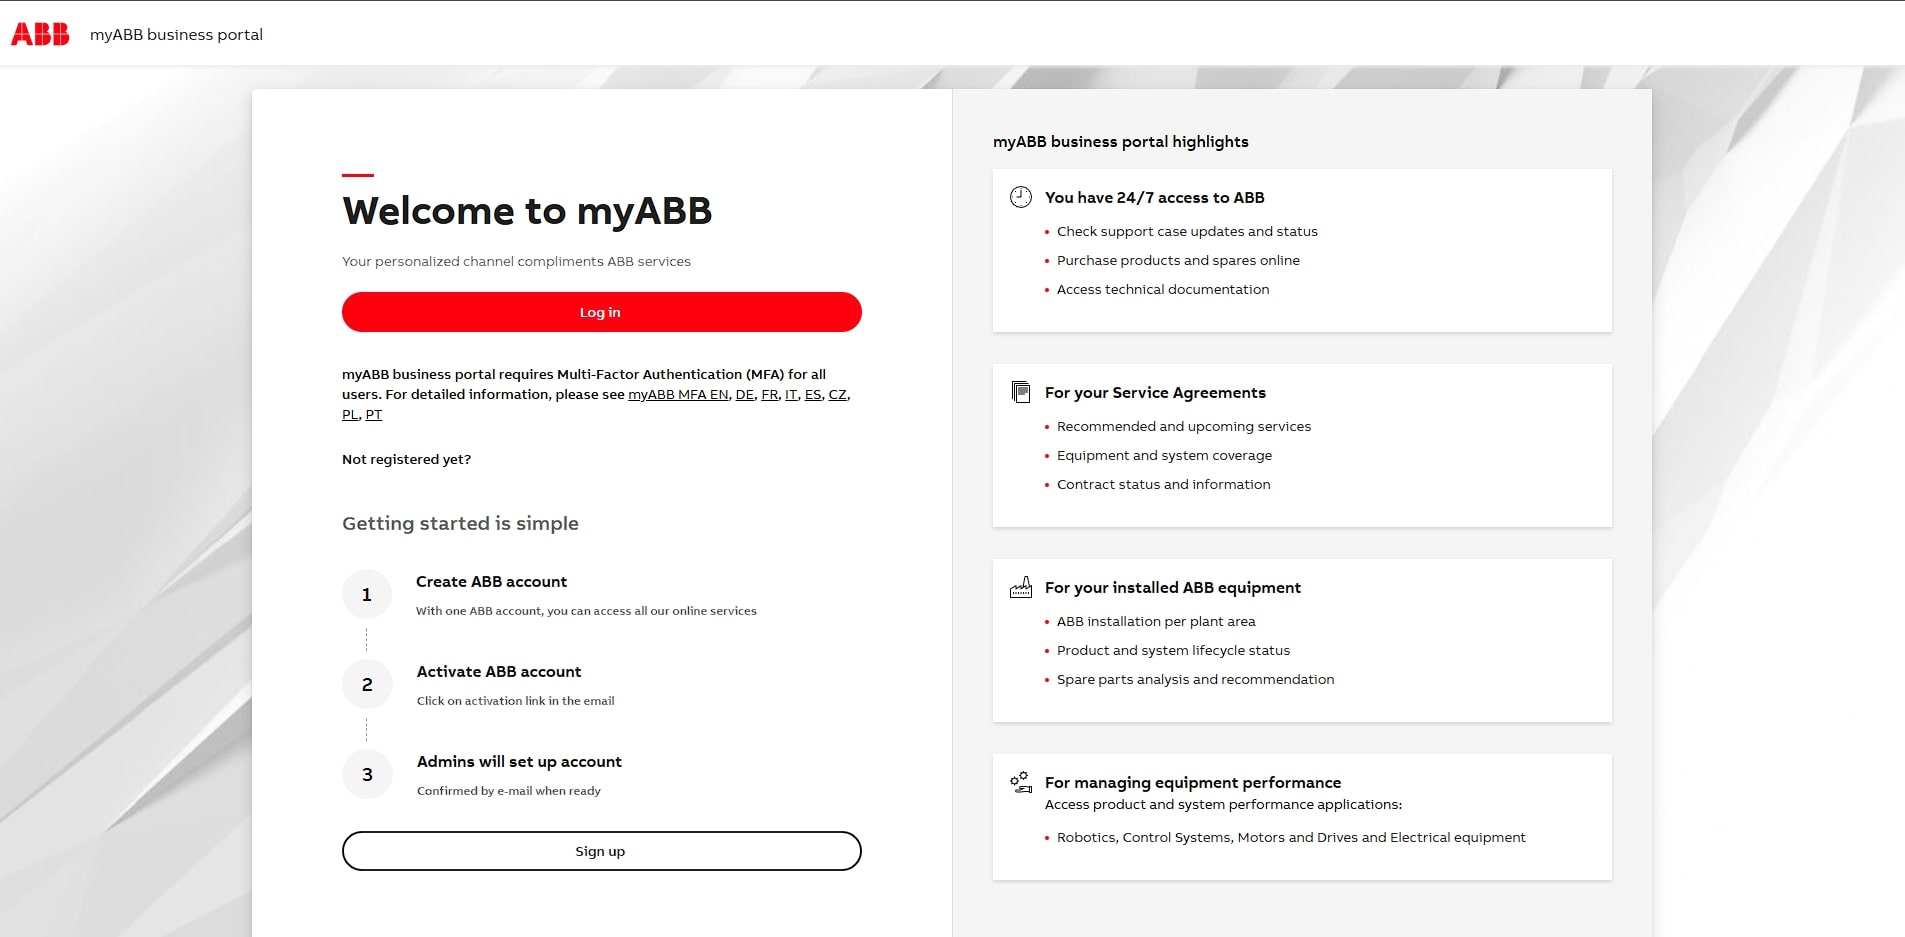 ABB
myABB business portal
Welcome to myABB
Your personalized channel compliments ABB services
Log in
myABB business portal requires Multi-Factor Authentication (MFA) for all
users. For detailed information, please see myABB MFA EN, DE, FR, IT, ES, CZ,
PL, PT
Not registered yet?
Getting started is simple
1
Create ABB account
With one ABB account, you can access all our online services
2
Activate ABB account
Click on activation link in the email
3
Admins will set up account
Confirmed by e-mail when ready
Sign up
myABB business portal highlights
You have 24/7 access to ABB
Check support case updates and status
Purchase products and spares online
Access technical documentation
For your Service Agreements
Recommended and upcoming services
Equipment and system coverage
Contract status and information
For your installed ABB equipment
ABB installation per plant area
Product and system lifecycle status
Spare parts analysis and recommendation
For managing equipment performance
Access product and system performance applications:
Robotics, Control Systems, Motors and Drives and Electrical equipment